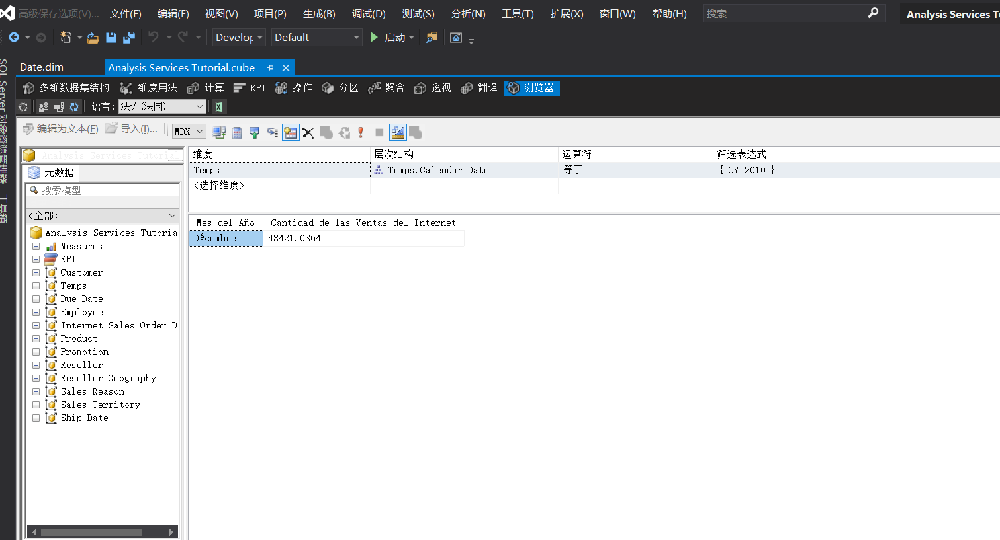 高级保存选项(V)... 文件(F) 编辑(E) 视图(V) 项目(P) 生成(B) 调试(D) 测试(S) 分析(N) 工具(T) 扩展(X) 窗口(W) 帮助(H) 搜索 Analysis Services T
Develop Default 启动
SQL Server 对象资源管理器
工具箱
Date.dim Analysis Services Tutorial.cube
多维数据集结构 维度用法 计算 KPI 操作 分区 聚合 透视 翻译 浏览器
语言: 法语(法国)
编辑为文本(E) 导入(I)... MDX
Analysis Services Tutorial
元数据
搜索模型
<全部>
Analysis Services Tutoria
Measures
KPI
Customer
Temps
Due Date
Employee
Internet Sales Order D
Product
Promotion
Reseller
Reseller Geography
Sales Reason
Sales Territory
Ship Date
维度 层次结构 运算符 筛选表达式
Temps Temps.Calendar Date 等于 { CY 2010 }
<选择维度>
Mes del Año Cantidad de las Ventas del Internet
Décembre 43421.0364